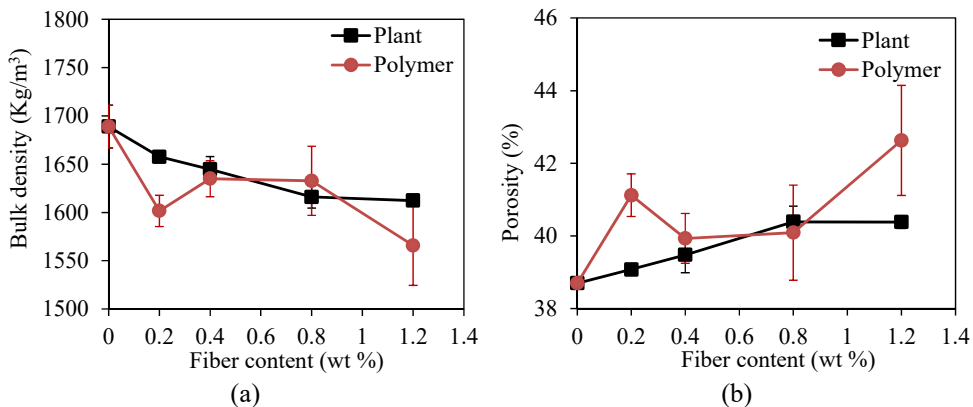 Bulk density (Kg/m³)
1800
1750
1700
1650
1600
1550
1500
Plant
Polymer
0 0.2 0.4 0.6 0.8 1 1.2 1.4
Fiber content (wt %)
(a)
Porosity (%)
46
44
42
40
38
Plant
Polymer
0 0.2 0.4 0.6 0.8 1 1.2 1.4
Fiber content (wt %)
(b)